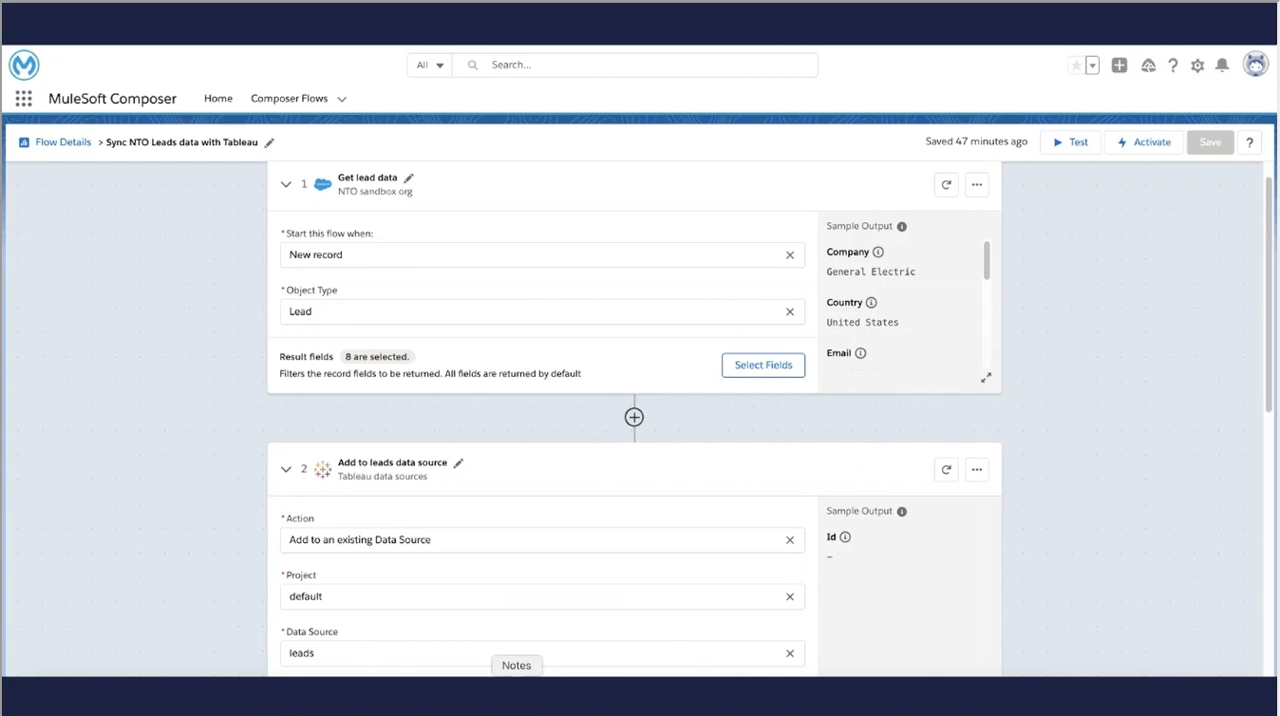 All
Search...
MuleSoft Composer
Home
Composer Flows
Flow Details > Sync NTO Leads data with Tableau
Saved 47 minutes ago
Test
Activate
Save
?
1
Get lead data
NTO sandbox org
* Start this flow when:
New record
* Object Type
Lead
Result fields 8 are selected.
Filters the record fields to be returned. All fields are returned by default
Select Fields
Sample Output
Company
General Electric
Country
United States
Email
2
Add to leads data source
Tableau data sources
* Action
Add to an existing Data Source
* Project
default
* Data Source
leads
Sample Output
Id
–
Notes